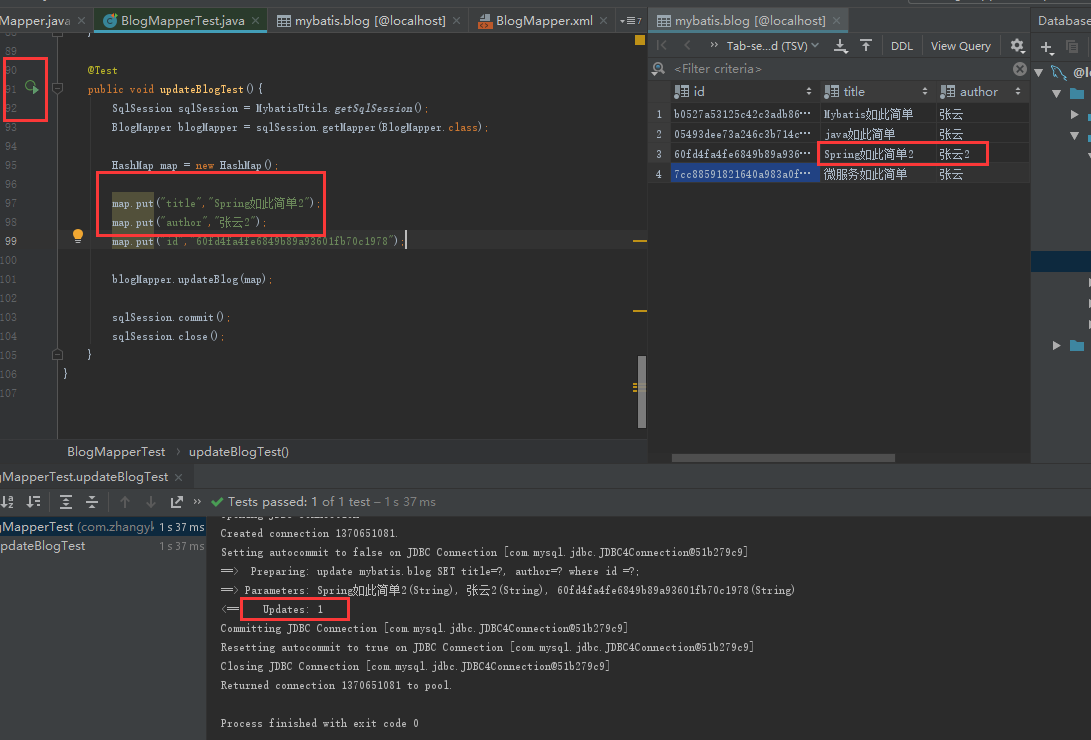 Mapper.java
BlogMapperTest.java
mybatis.blog [@localhost]
BlogMapper.xml
7
mybatis.blog [@localhost]
Database
Tab-se...d (TSV)
DDL
View Query
<Filter criteria>
id title author
1 b0527a53125c42c3adb86··· Mybatis如此简单 张云
2 05493dee73a246c3b714c··· java如此简单 张云
3 60fd4fa4fe6849b89a936··· Spring如此简单2 张云2
4 7cc88591821640a983a0f··· 微服务如此简单 张云
89 }
90 @Test
91 public void updateBlogTest() {
92 SqlSession sqlSession = MybatisUtils.getSqlSession();
93 BlogMapper blogMapper = sqlSession.getMapper(BlogMapper.class);
94
95 HashMap map = new HashMap();
96
97 map.put("title","Spring如此简单2");
98 map.put("author","张云2");
99 map.put("id","60fd4fa4fe6849b89a93601fb70c1978");
100
101 blogMapper.updateBlog(map);
102
103 sqlSession.commit();
104 sqlSession.close();
105 }
106 }
107
BlogMapperTest > updateBlogTest()
gMapperTest.updateBlogTest
Tests passed: 1 of 1 test – 1 s 37 ms
gMapperTest (com.zhangyk 1 s 37 ms
pdateBlogTest 1 s 37 ms
Opening JDBC Connection
Created connection 1370651081.
Setting autocommit to false on JDBC Connection [com.mysql.jdbc.JDBC4Connection@51b279c9]
==> Preparing: update mybatis.blog SET title=?, author=? where id =?;
==> Parameters: Spring如此简单2(String), 张云2(String), 60fd4fa4fe6849b89a93601fb70c1978(String)
<== Updates: 1
Committing JDBC Connection [com.mysql.jdbc.JDBC4Connection@51b279c9]
Resetting autocommit to true on JDBC Connection [com.mysql.jdbc.JDBC4Connection@51b279c9]
Closing JDBC Connection [com.mysql.jdbc.JDBC4Connection@51b279c9]
Returned connection 1370651081 to pool.
Process finished with exit code 0